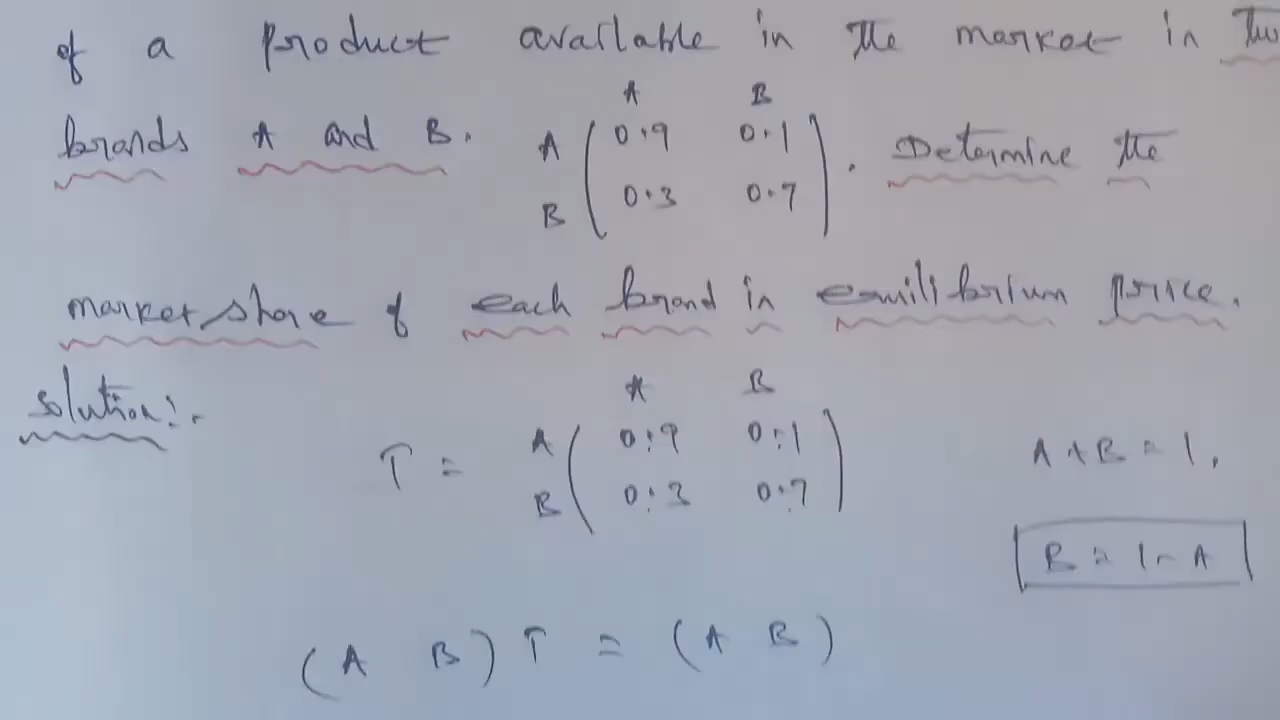 of a product available in the market in Two
brands A and B. A B
A ( 0.9 0.1
B 0.3 0.7 ) . Determine the
market share of each brand in equilibrium price.
solution:-
A B
T = A ( 0.9 0.1
B 0.3 0.7 )
A + B = 1.
B = 1 - A
(A B) T = (A B)